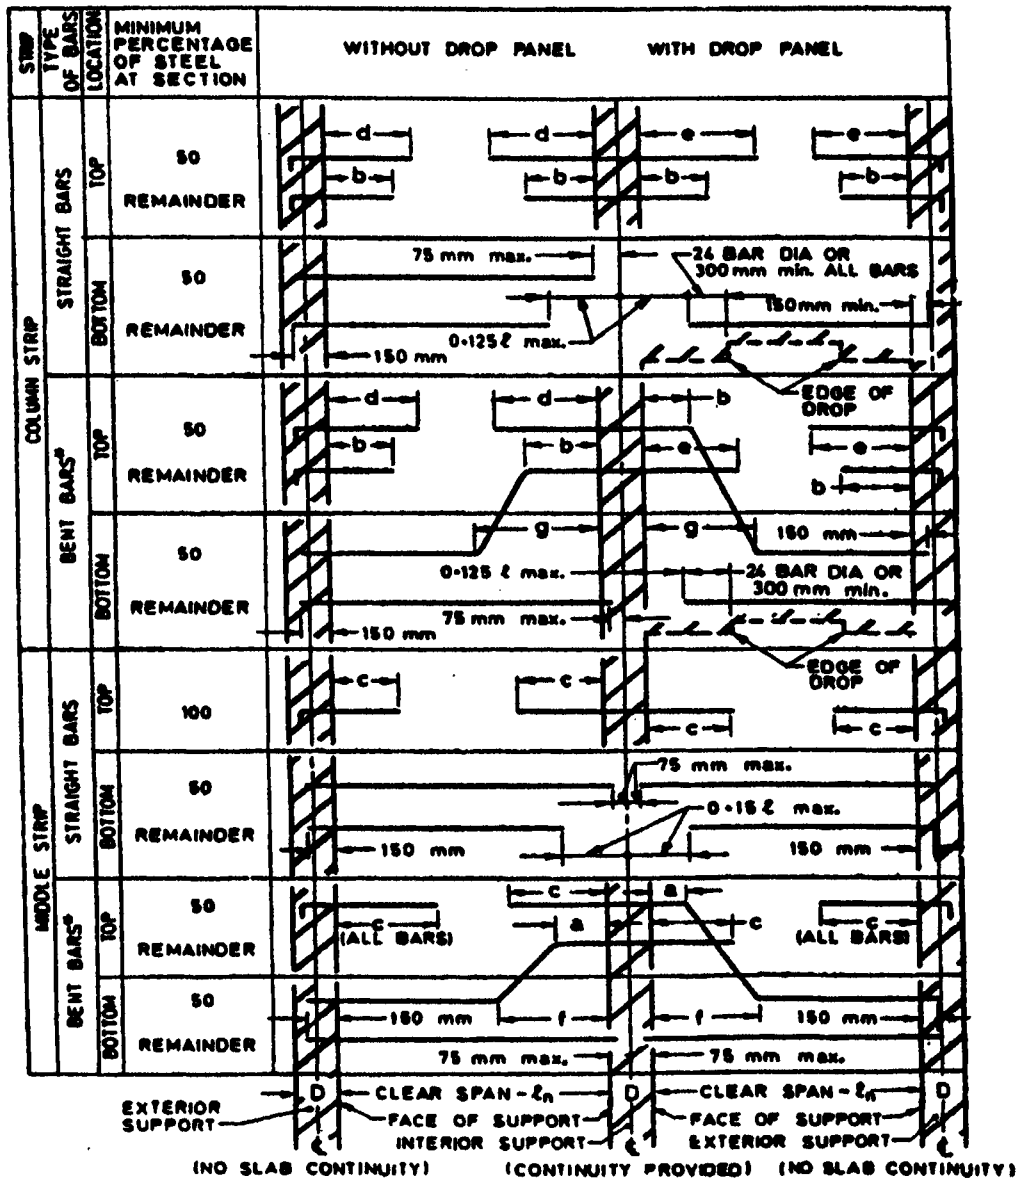 STRIP
TYPE OF BARS
LOCATION
MINIMUM
PERCENTAGE
OF STEEL
AT SECTION
WITHOUT DROP PANEL
WITH DROP PANEL
COLUMN STRIP
STRAIGHT BARS
TOP
50
REMAINDER
d
d
e
e
b
b
b
b
BOTTOM
50
REMAINDER
75 mm max.
24 BAR DIA OR
300 mm min. ALL BARS
150 mm min.
0·125 ℓ max.
150 mm
EDGE OF
DROP
BENT BARS*
TOP
50
REMAINDER
d
d
b
b
b
e
e
b
BOTTOM
50
REMAINDER
g
g
150 mm
0·125 ℓ max.
24 BAR DIA OR
300 mm min.
75 mm max.
150 mm
EDGE OF
DROP
MIDDLE STRIP
STRAIGHT BARS
TOP
100
c
c
c
c
BOTTOM
50
REMAINDER
75 mm max.
0·15 ℓ max.
150 mm
150 mm
BENT BARS*
TOP
50
REMAINDER
c
a
c
(ALL BARS)
a
c
c
(ALL BARS)
BOTTOM
50
REMAINDER
150 mm
f
f
150 mm
75 mm max.
75 mm max.
D
CLEAR SPAN - ℓn
D
CLEAR SPAN - ℓn
D
EXTERIOR
SUPPORT
FACE OF SUPPORT
INTERIOR SUPPORT
FACE OF SUPPORT
EXTERIOR SUPPORT
℄
℄
℄
(NO SLAB CONTINUITY)
(CONTINUITY PROVIDED)
(NO SLAB CONTINUITY)